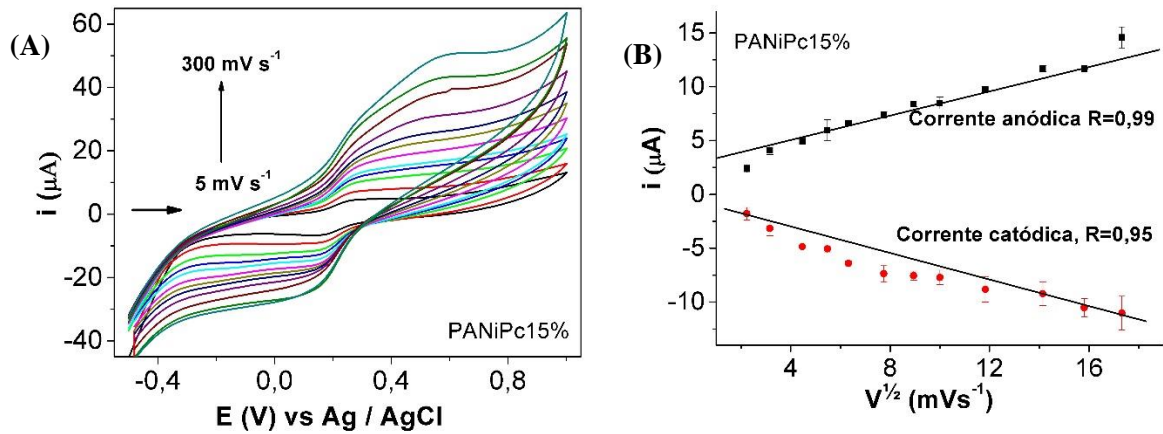 (A)
60
40
20
0
-20
-40
i (µA)
300 mV s⁻¹
5 mV s⁻¹
PANiPc15%
-0,4
0,0
0,4
0,8
E (V) vs Ag / AgCl
(B)
PANiPc15%
15
10
5
0
-5
-10
i (µA)
Corrente anódica R=0,99
Corrente catódica, R=0,95
4
8
12
16
V^½ (mVs⁻¹)